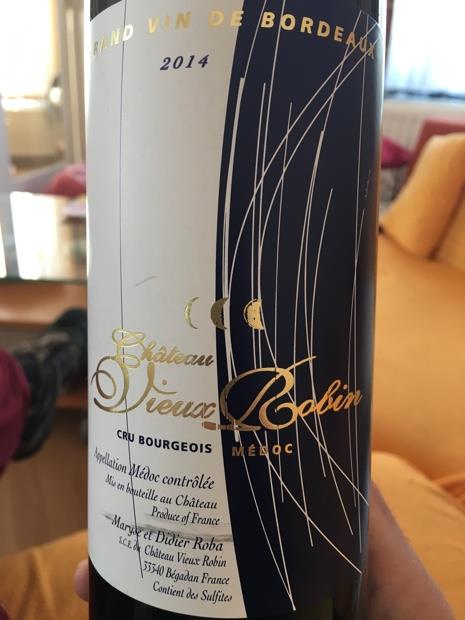 GRAND VIN DE BORDEAUX
2014
Château
Vieux Robin
CRU BOURGEOIS MÉDOC
Appellation Médoc contrôlée
Mis en bouteille au Château
Produce of France
Maryse et Didier Roba
S.C.E. du Château Vieux Robin
33340 Bégadan France
Contient des Sulfites